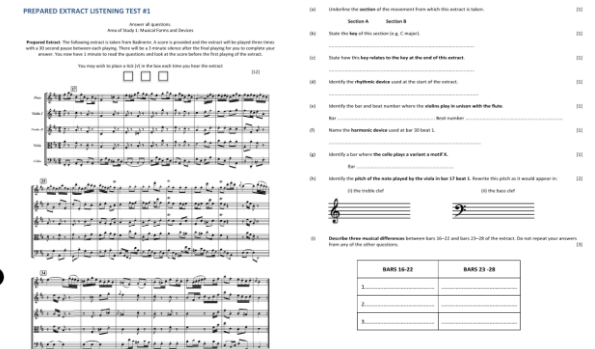 PREPARED EXTRACT LISTENING TEST #1
Answer all questions.
Area of Study 1: Musical Forms and Devices
Prepared Extract. The following extract is taken from Badinerie. A score is provided and the extract will be played three times
with a 30 second pause between each playing. There will be a 3 minute silence after the final playing for you to complete your
answer. You now have 1 minute to read the questions and look at the score before the first playing of the extract.
You may wish to place a tick (√) in the box each time you hear the extract
[12]
(a) Underline the section of the movement from which this extract is taken. [1]
Section A Section B
(b) State the key of this section (e.g. C major). [1]
(c) State how this key relates to the key at the end of this extract. [1]
(d) Identify the rhythmic device used at the start of the extract. [1]
(e) Identify the bar and beat number where the violins play in unison with the flute. [1]
Bar Beat number
(f) Name the harmonic device used at bar 20 beat 1. [1]
(g) Identify a bar where the cello plays a variant a motif X. [1]
Bar
(h) Identify the pitch of the note played by the viola in bar 17 beat 1. Rewrite this pitch as it would appear in: [2]
(i) the treble clef (ii) the bass clef
(i) Describe three musical differences between bars 16–22 and bars 23–28 of the extract. Do not repeat your answers
from any of the other questions. [3]
BARS 16-22 BARS 23 -28
1.
2.
3.